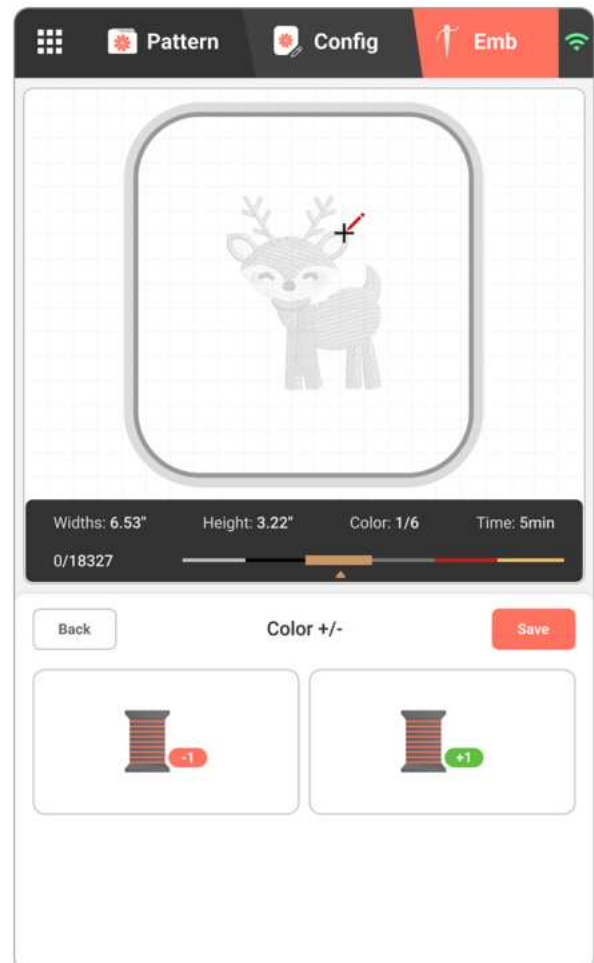 Pattern Config Emb
Widths: 6.53" Height: 3.22" Color: 1/6 Time: 5min
0/18327
Back Color +/- Save
-1 +1